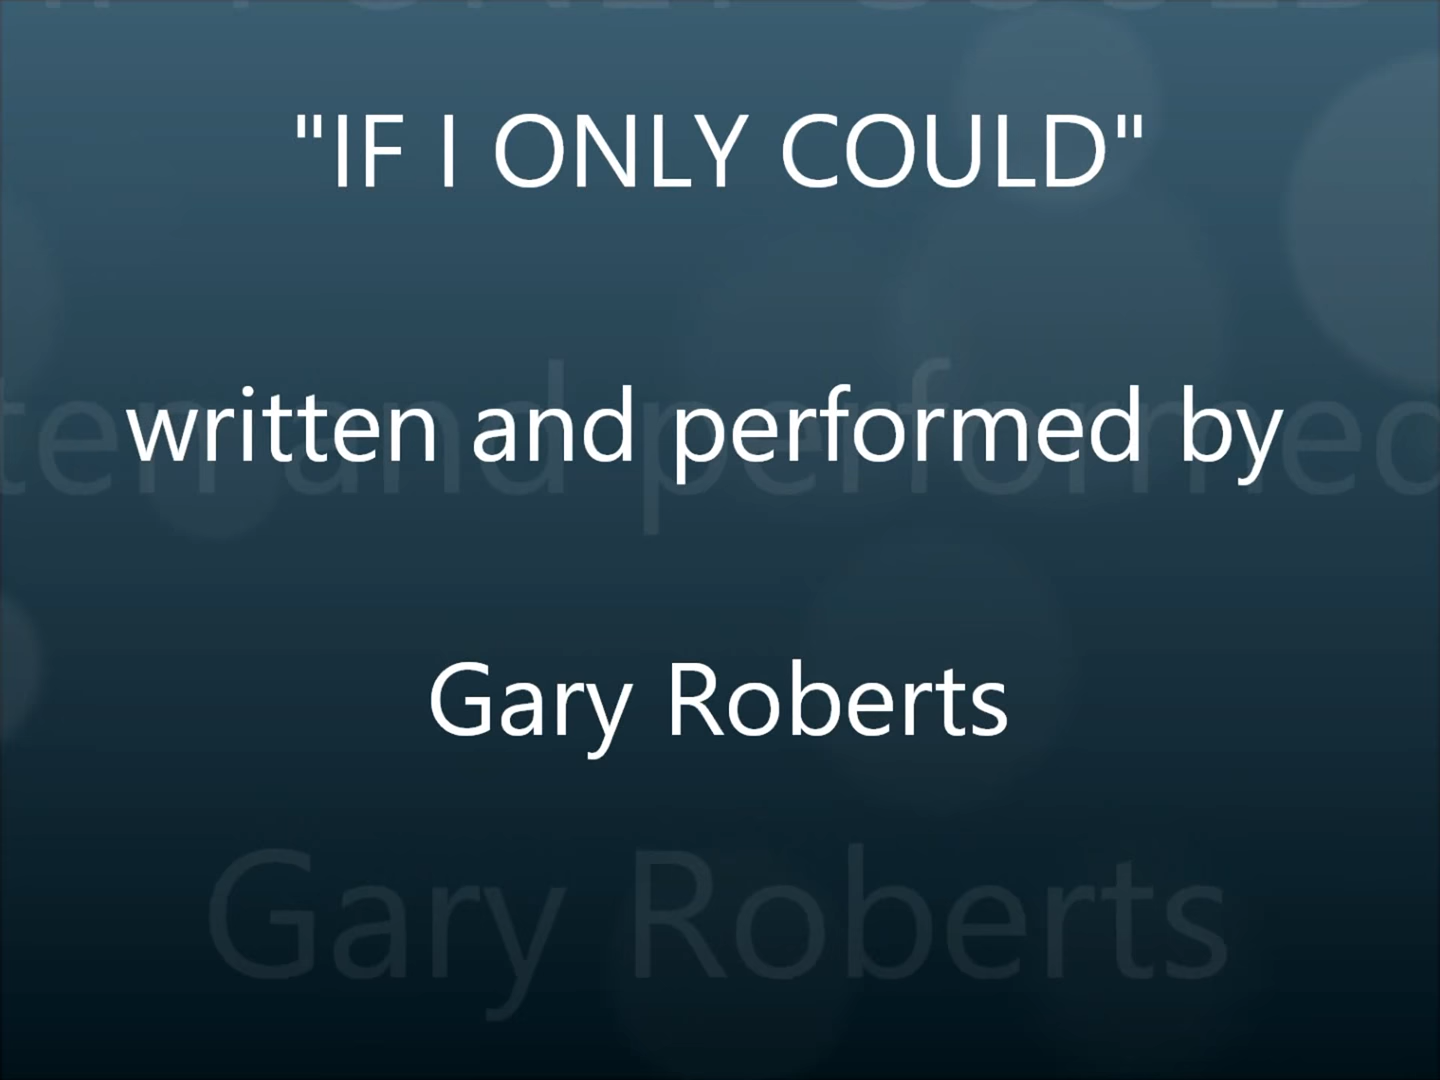 "IF I ONLY COULD"
written and performed by
Gary Roberts